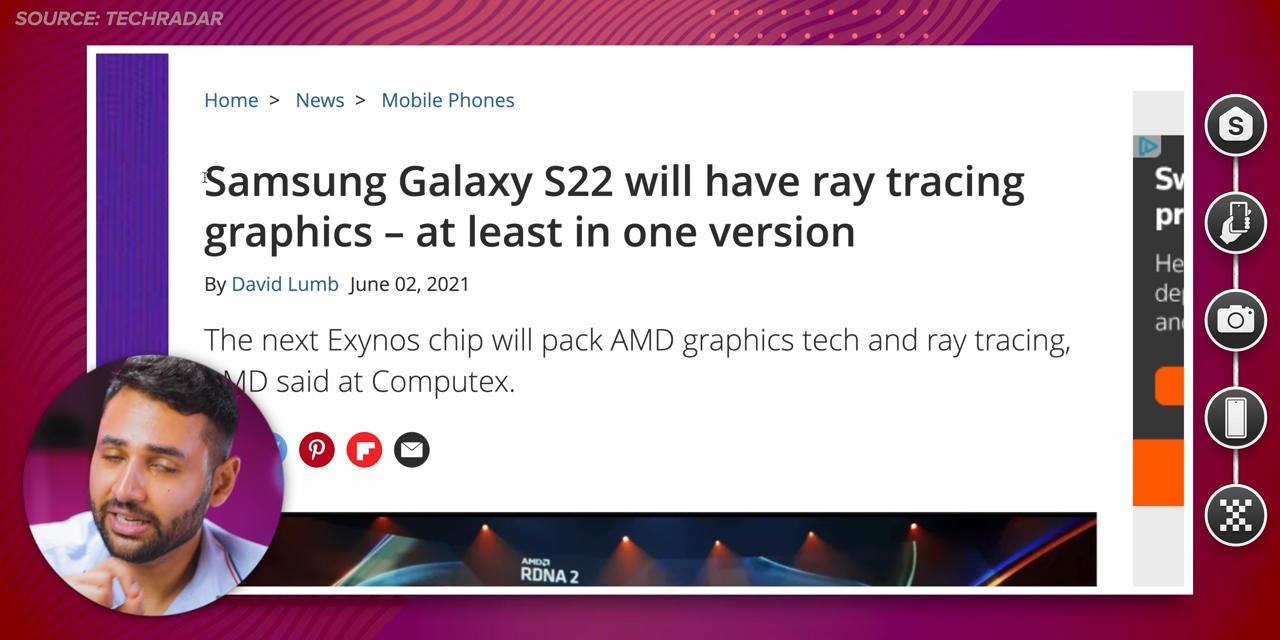 SOURCE: TECHRADAR
Home > News > Mobile Phones
Samsung Galaxy S22 will have ray tracing
graphics – at least in one version
By David Lumb June 02, 2021
The next Exynos chip will pack AMD graphics tech and ray tracing,
AMD said at Computex.
AMD
RDNA 2
S